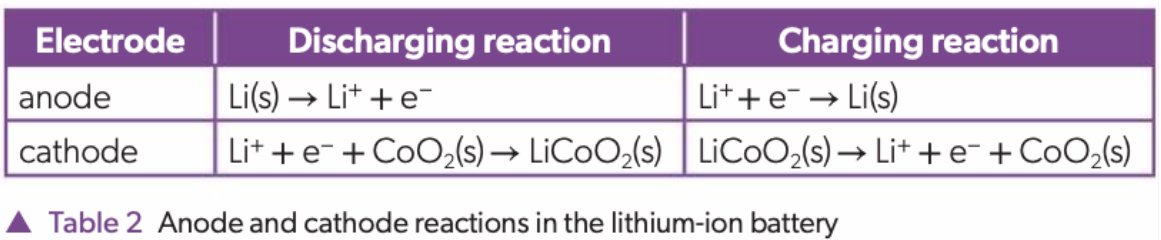 Electrode Discharging reaction Charging reaction
anode Li(s) → Li⁺ + e⁻ Li⁺ + e⁻ → Li(s)
cathode Li⁺ + e⁻ + CoO₂(s) → LiCoO₂(s) LiCoO₂(s) → Li⁺ + e⁻ + CoO₂(s)
▲ Table 2 Anode and cathode reactions in the lithium-ion battery